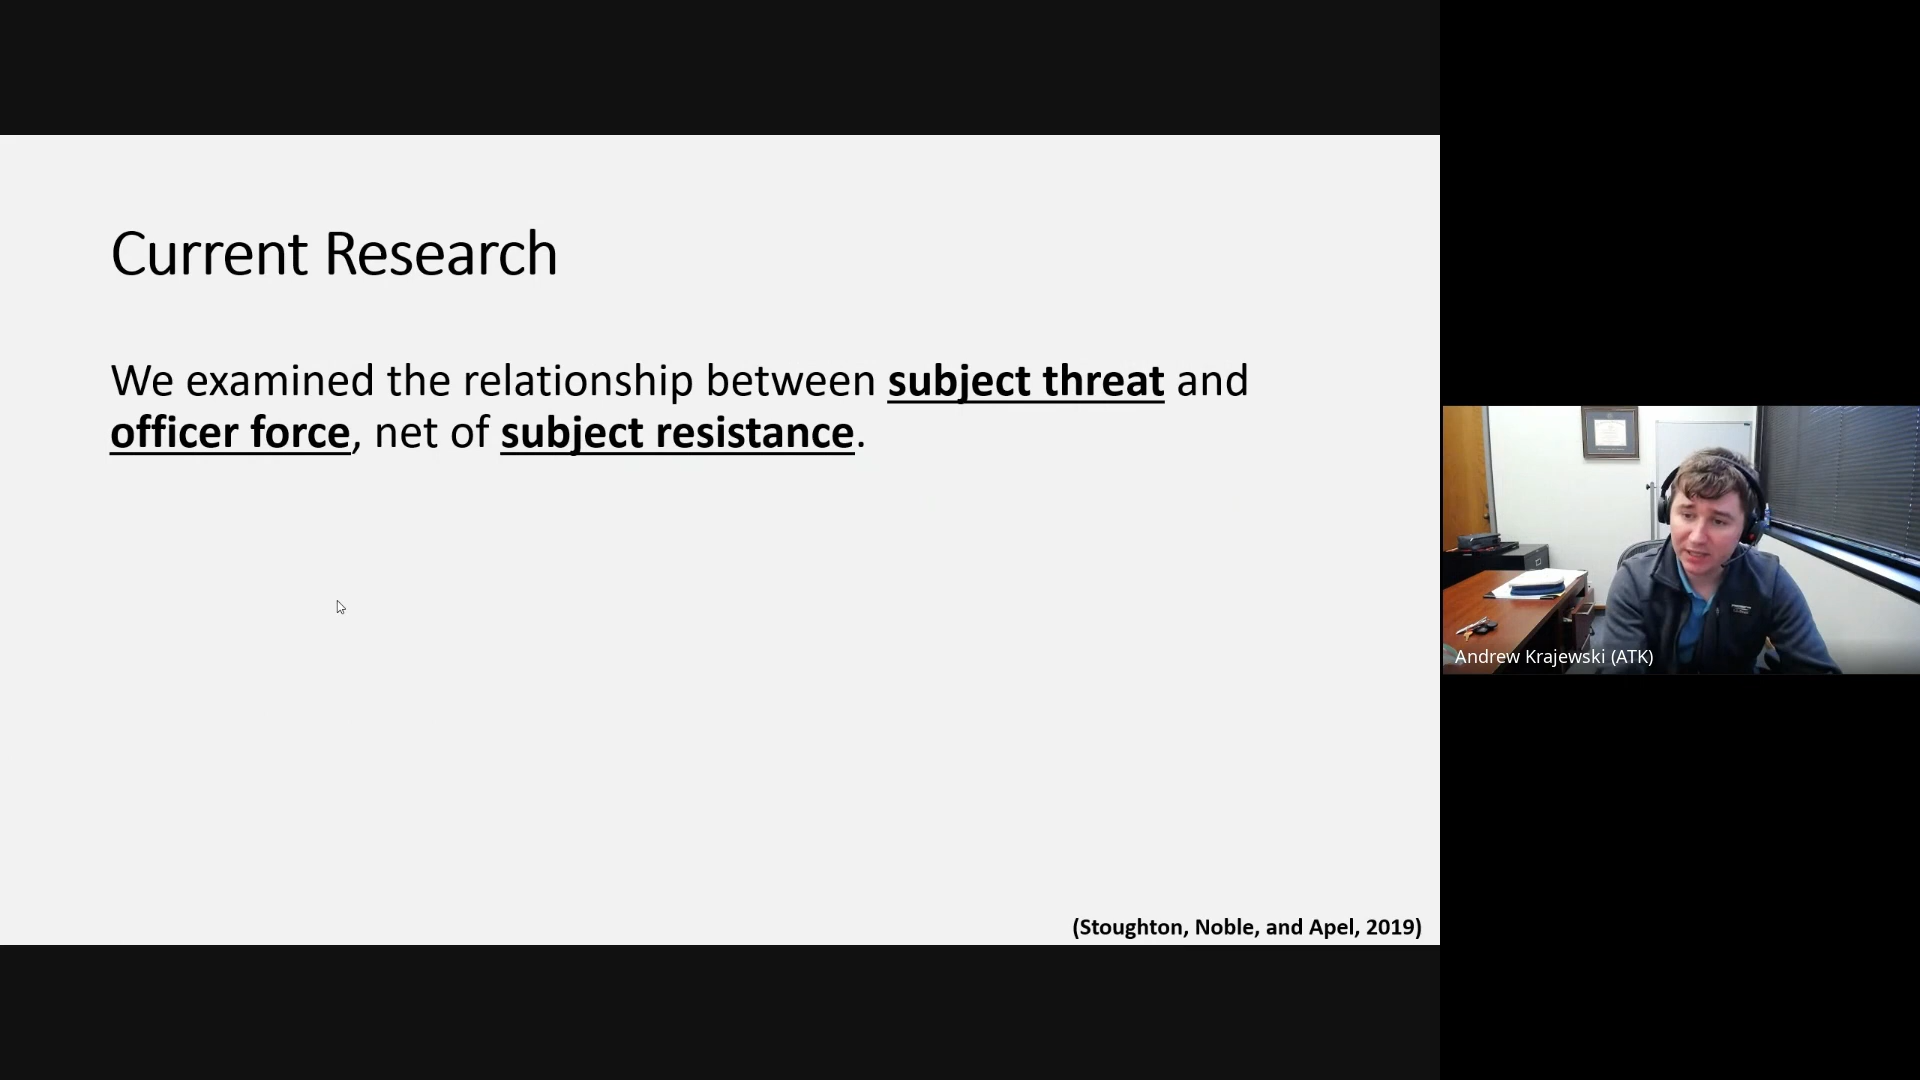 Current Research
We examined the relationship between subject threat and
officer force, net of subject resistance.
(Stoughton, Noble, and Apel, 2019)
Andrew Krajewski (ATK)